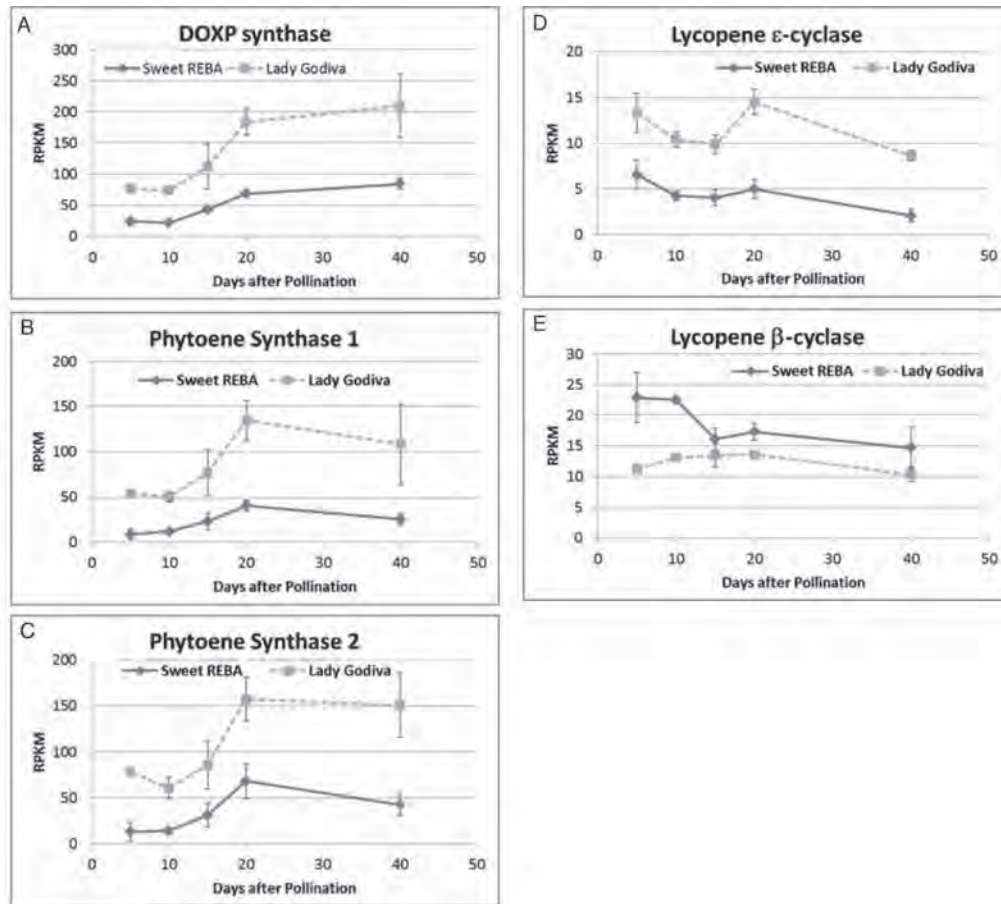 A
DOXP synthase
300
250
200
150
100
50
0
RPKM
Sweet REBA Lady Godiva
0 10 20 30 40 50
Days after Pollination
B
Phytoene Synthase 1
200
150
100
50
0
RPKM
Sweet REBA Lady Godiva
0 10 20 30 40 50
Days after Pollination
C
Phytoene Synthase 2
200
150
100
50
0
RPKM
Sweet REBA Lady Godiva
0 10 20 30 40 50
Days after Pollination
D
Lycopene ε-cyclase
20
15
10
5
0
RPKM
Sweet REBA Lady Godiva
0 10 20 30 40 50
Days after Pollination
E
Lycopene β-cyclase
30
25
20
15
10
5
0
RPKM
Sweet REBA Lady Godiva
0 10 20 30 40 50
Days after Pollination